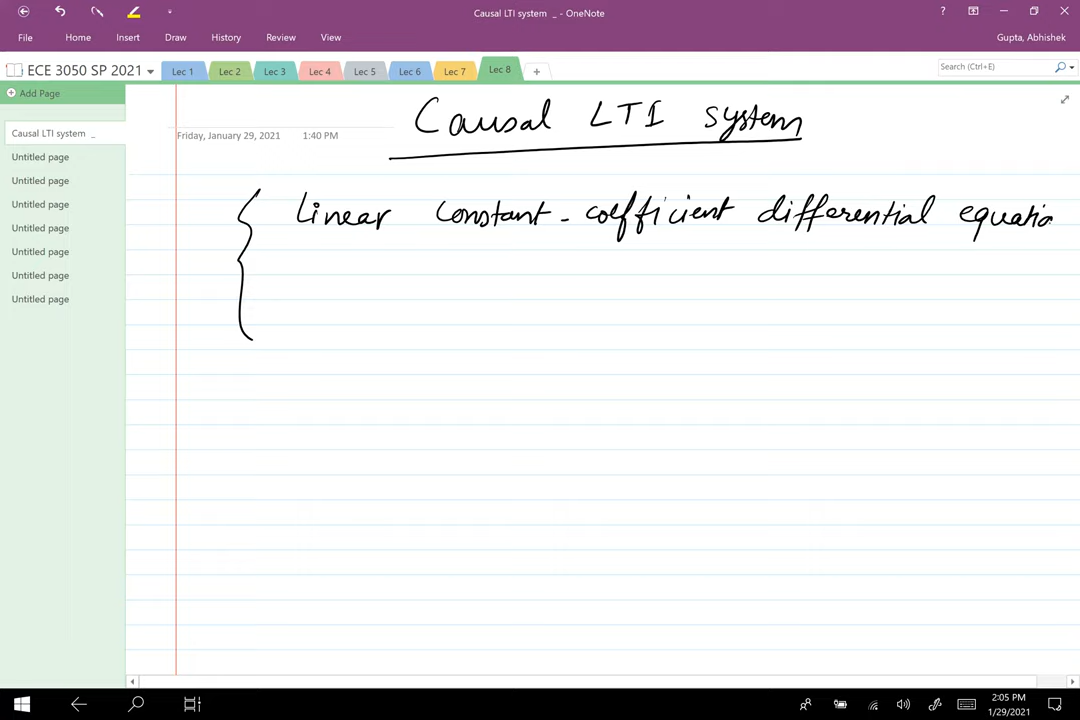 Causal LTI system _ - OneNote
?
File Home Insert Draw History Review View
Gupta, Abhishek
ECE 3050 SP 2021
Lec 1 Lec 2 Lec 3 Lec 4 Lec 5 Lec 6 Lec 7 Lec 8 +
Search (Ctrl+E)
Add Page
Causal LTI system _
Untitled page
Untitled page
Untitled page
Untitled page
Untitled page
Untitled page
Untitled page
Causal LTI system
Friday, January 29, 2021 1:40 PM
{ Linear constant - coefficient differential equatio
2:05 PM
1/29/2021